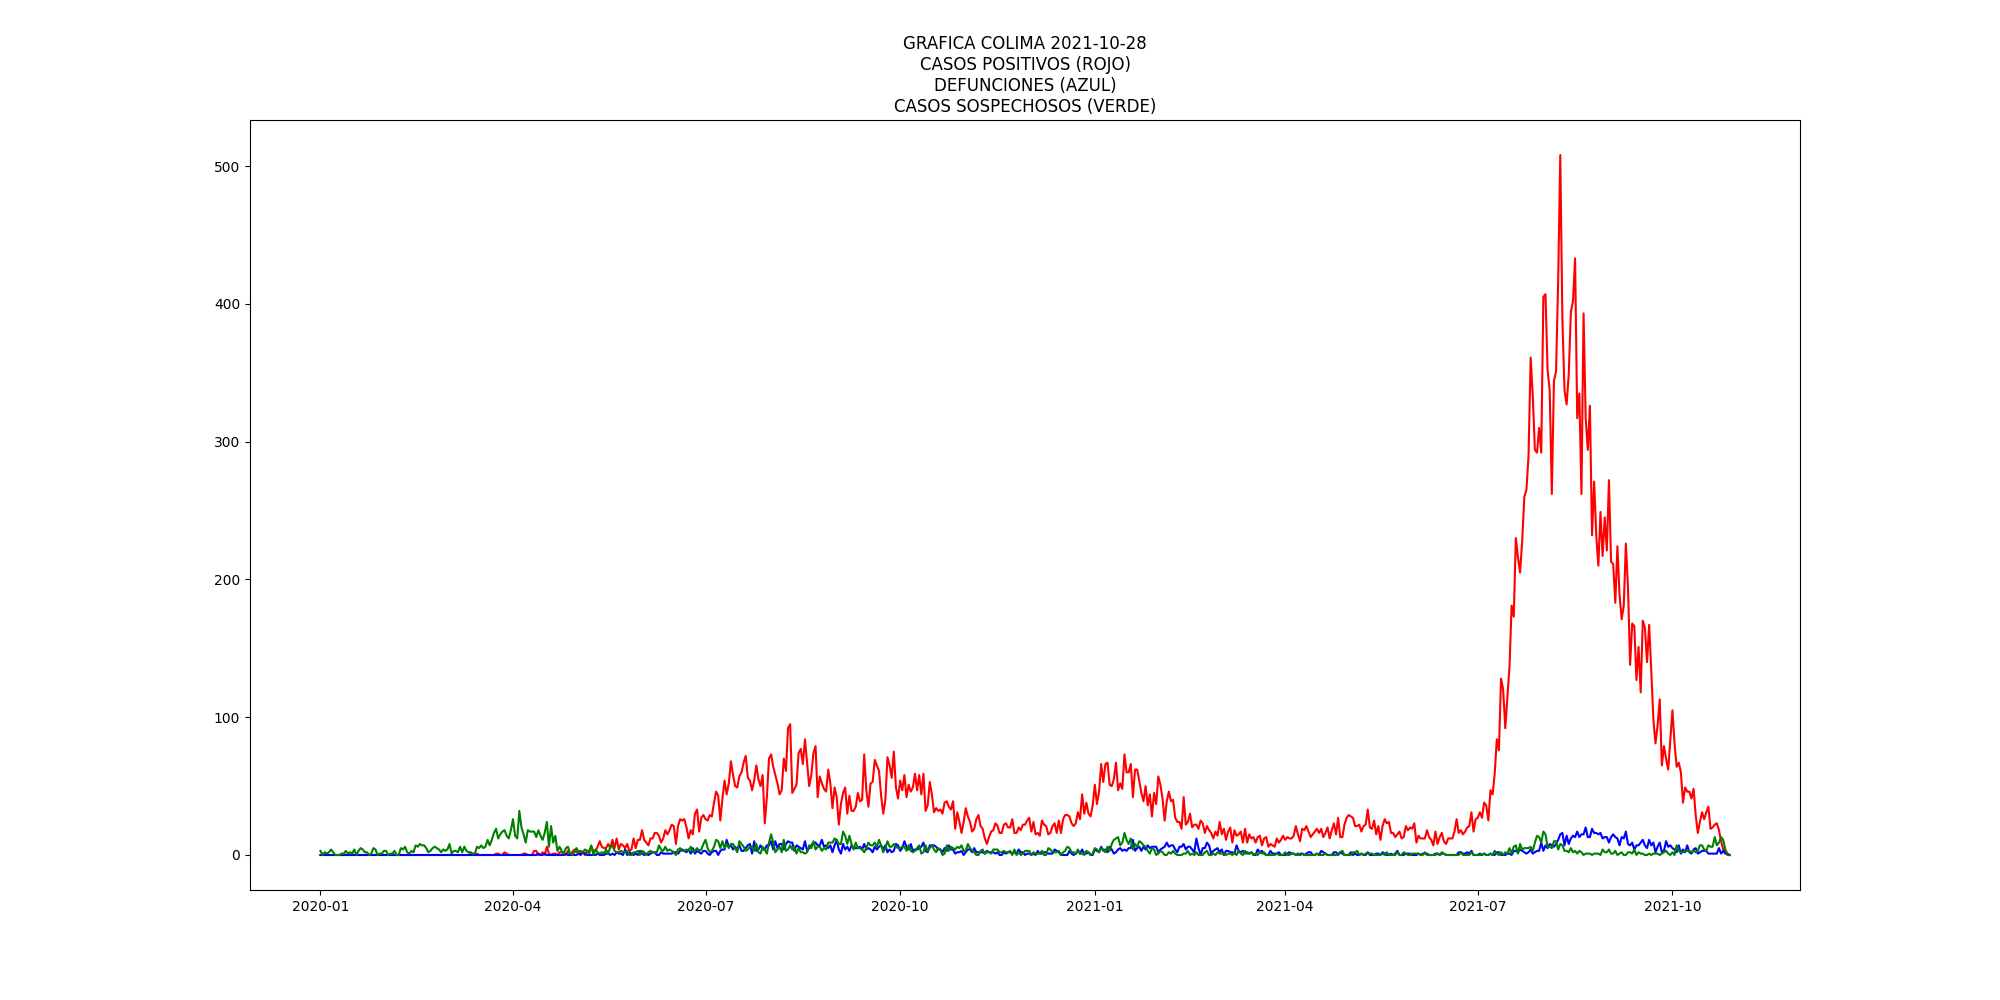 GRAFICA COLIMA 2021-10-28
CASOS POSITIVOS (ROJO)
DEFUNCIONES (AZUL)
CASOS SOSPECHOSOS (VERDE)
500
400
300
200
100
0
2020-01 2020-04 2020-07 2020-10 2021-01 2021-04 2021-07 2021-10